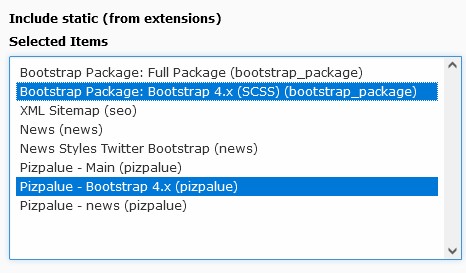 Include static (from extensions)
Selected Items
Bootstrap Package: Full Package (bootstrap_package)
Bootstrap Package: Bootstrap 4.x (SCSS) (bootstrap_package)
XML Sitemap (seo)
News (news)
News Styles Twitter Bootstrap (news)
Pizpalue - Main (pizpalue)
Pizpalue - Bootstrap 4.x (pizpalue)
Pizpalue - news (pizpalue)